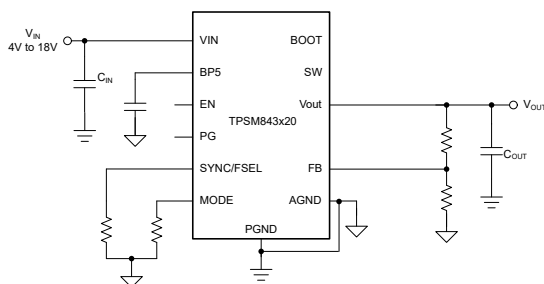 VIN
4V to 18V
CIN
VIN
BP5
EN
PG
SYNC/FSEL
MODE
PGND
TPSM843x20
BOOT
SW
Vout
FB
AGND
VOUT
COUT